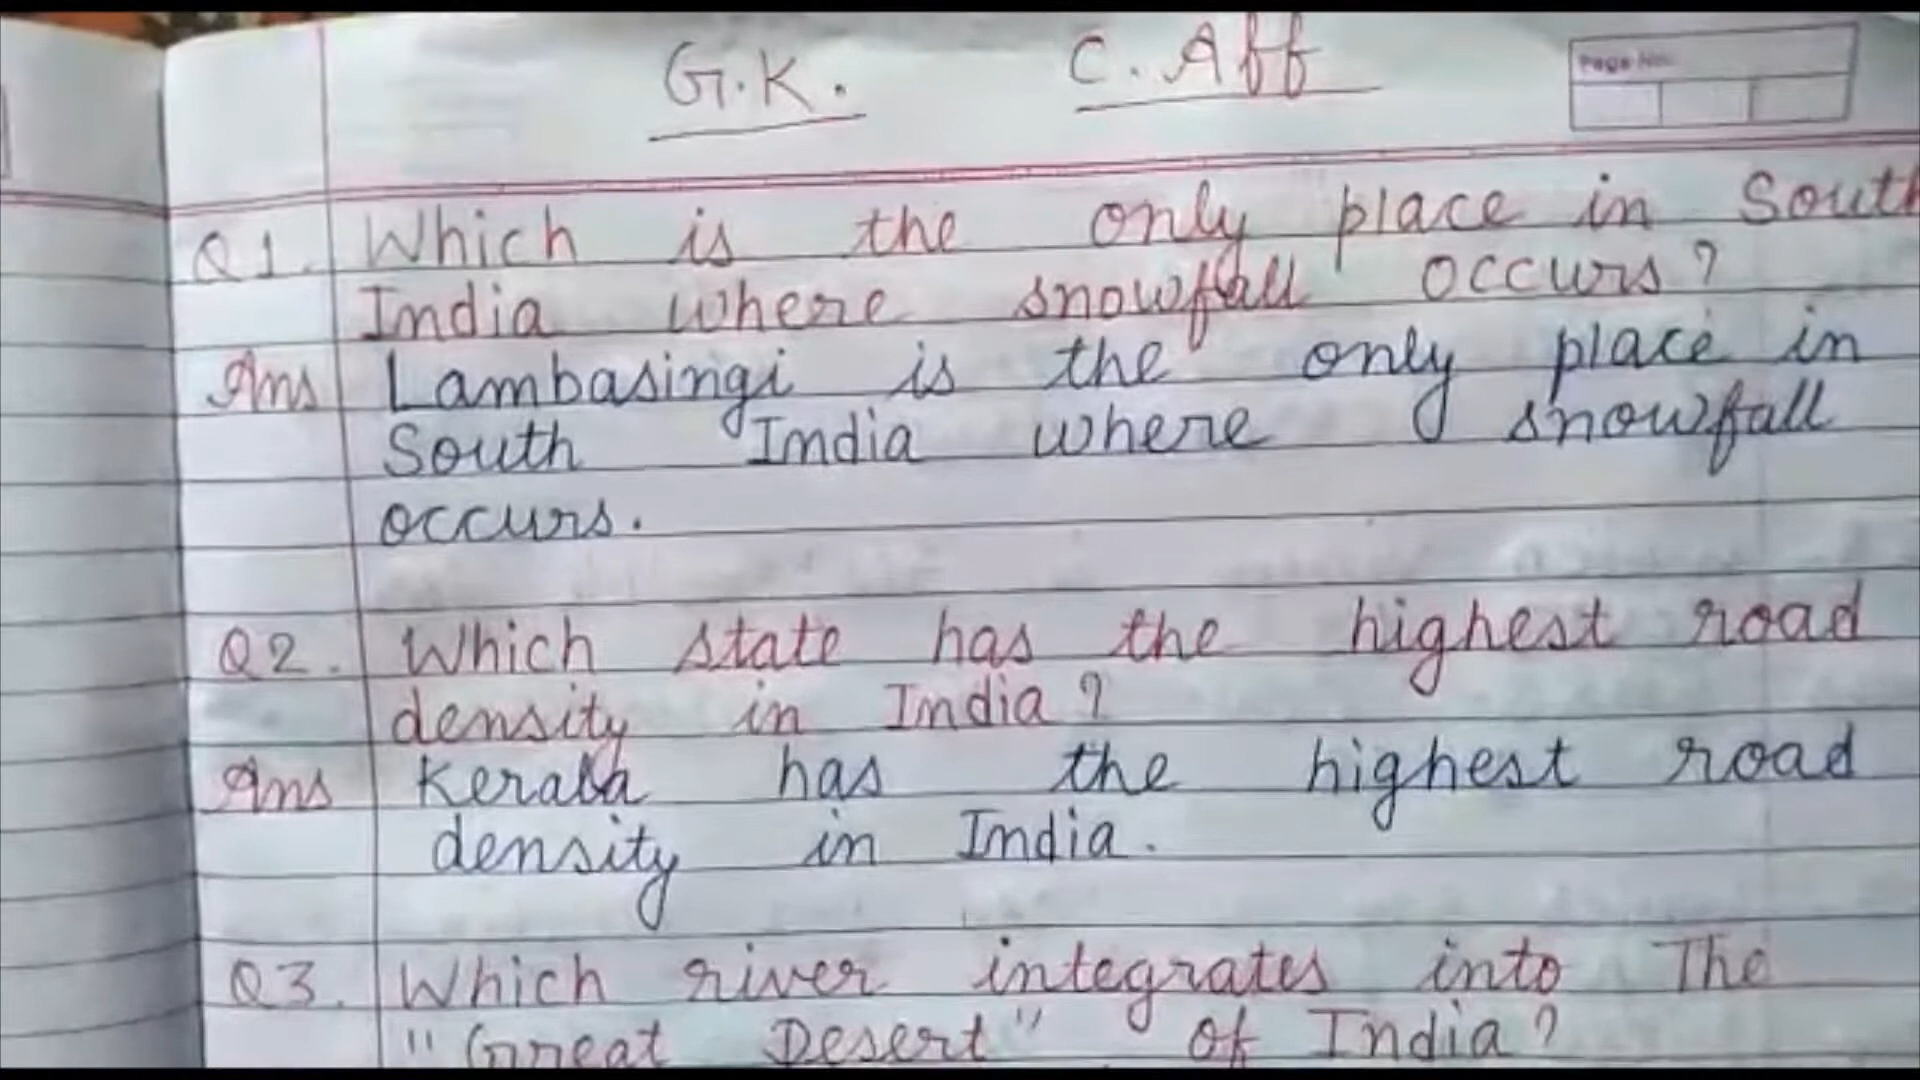 G.K. C. Aff
Page No.
Q1. Which is the only place in South
India where snowfall occurs?
Ans Lambasingi is the only place in
South India where snowfall
occurs.
Q2. Which state has the highest road
density in India?
Ans Kerala has the highest road
density in India.
Q3. Which river integrates into The
"Great Desert" of India?